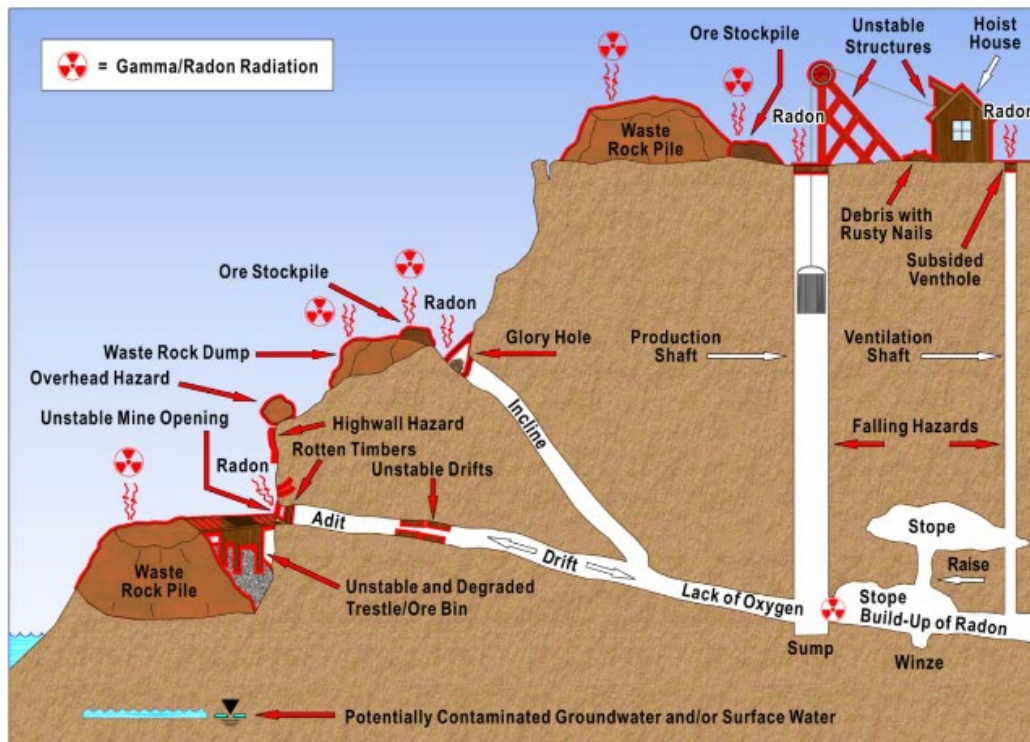 = Gamma/Radon Radiation
Ore Stockpile
Unstable
Structures
Hoist
House
Radon
Radon
Waste
Rock Pile
Debris with
Rusty Nails
Subsided
Venthole
Ore Stockpile
Radon
Waste Rock Dump
Glory Hole
Production
Shaft
Ventilation
Shaft
Overhead Hazard
Unstable Mine Opening
Highwall Hazard
Rotten Timbers
Radon
Unstable Drifts
Incline
Falling Hazards
Adit
Drift
Stope
Raise
Waste
Rock Pile
Unstable and Degraded
Trestle/Ore Bin
Lack of Oxygen
Stope
Build-Up of Radon
Sump
Winze
Potentially Contaminated Groundwater and/or Surface Water